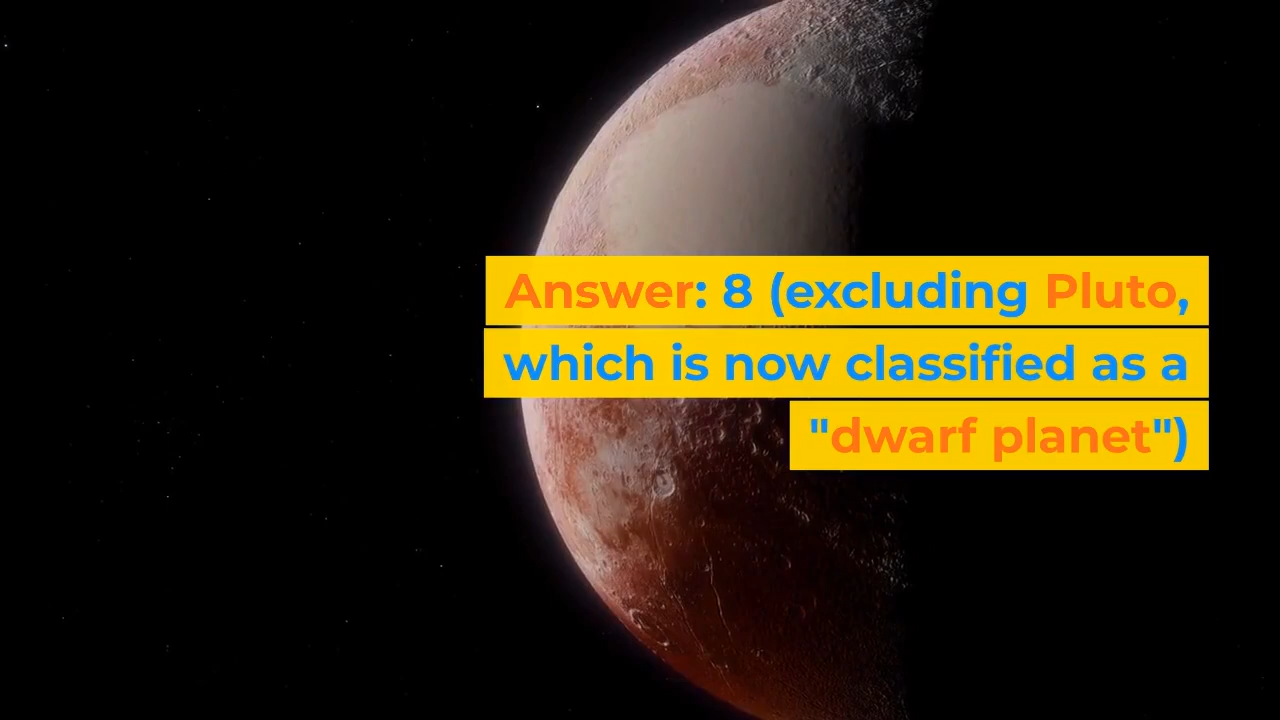 Answer: 8 (excluding Pluto,
which is now classified as a
"dwarf planet")